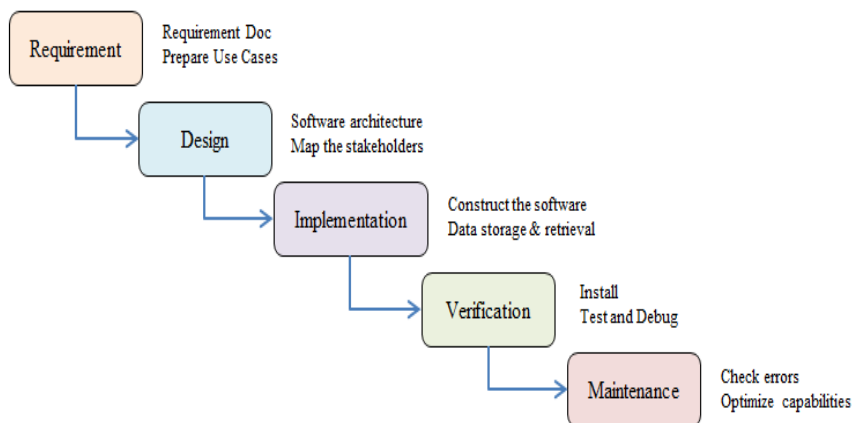 Requirement
Requirement Doc
Prepare Use Cases
Design
Software architecture
Map the stakeholders
Implementation
Construct the software
Data storage & retrieval
Verification
Install
Test and Debug
Maintenance
Check errors
Optimize capabilities